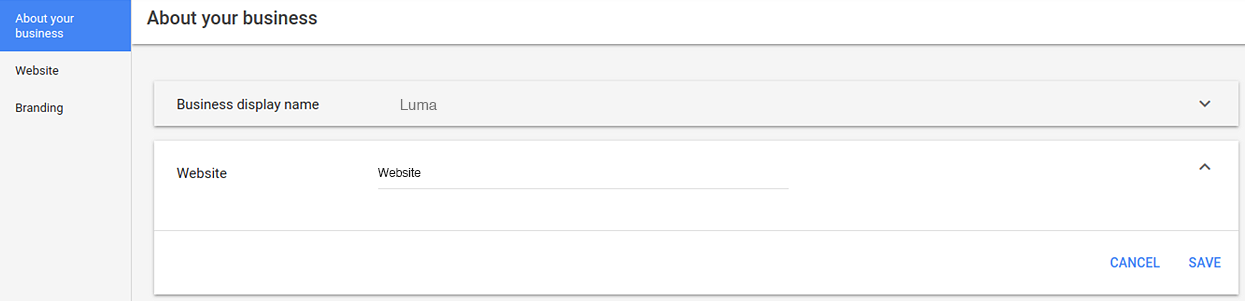 About your
business
Website
Branding
About your business
Business display name Luma
Website Website
CANCEL SAVE